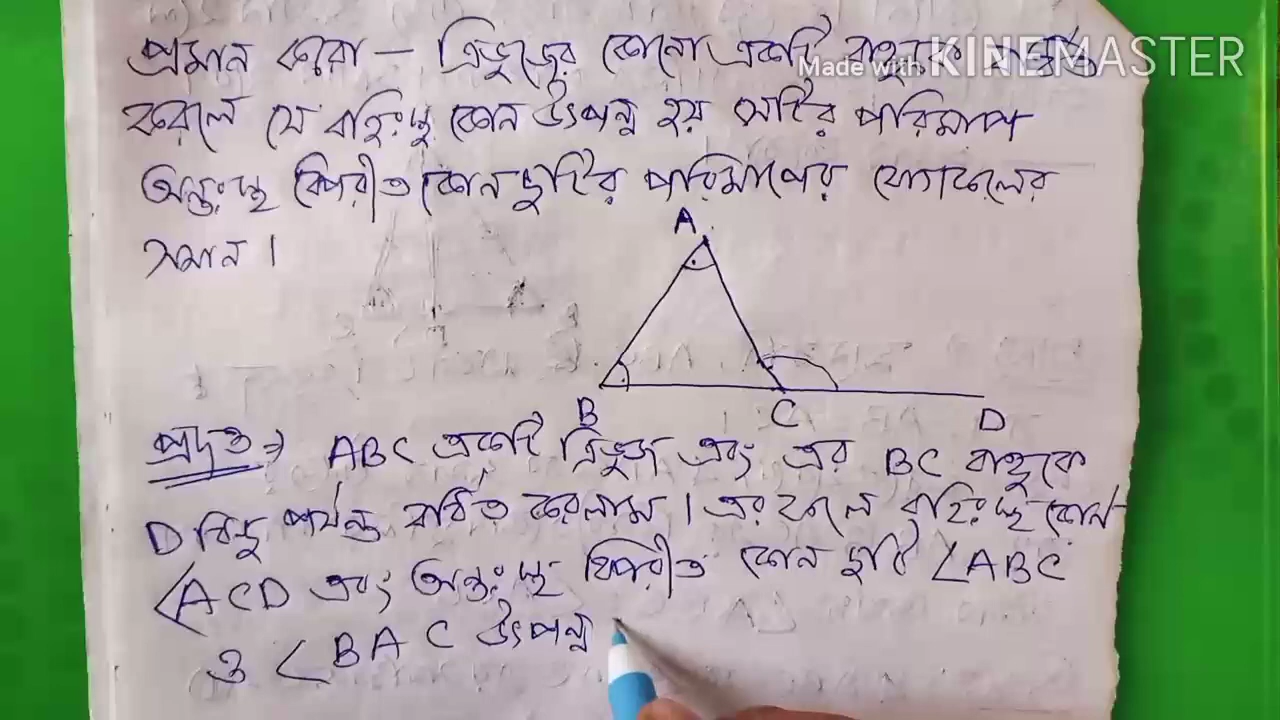 প্রমান করো - ত্রিভুজের কোনো একটি বাহুকে বর্ধিত
Made with KINEMASTER
করলে যে বহিঃস্থ কোন উৎপন্ন হয় সেটির পরিমাপ
অন্তঃস্থ বিপরীত কোন দুটির পরিমাপের যোগফলের
সমান ।
A
B C D
প্রদত্ত → ABC একটি ত্রিভুজ এবং এর BC বাহুকে
D বিন্দু পর্যন্ত বর্ধিত করলাম । এর ফলে বহিঃস্থ কোন-
∠ACD এবং অন্তঃস্থ বিপরীত কোন দুটি ∠ABC
ও ∠BAC উৎপন্ন